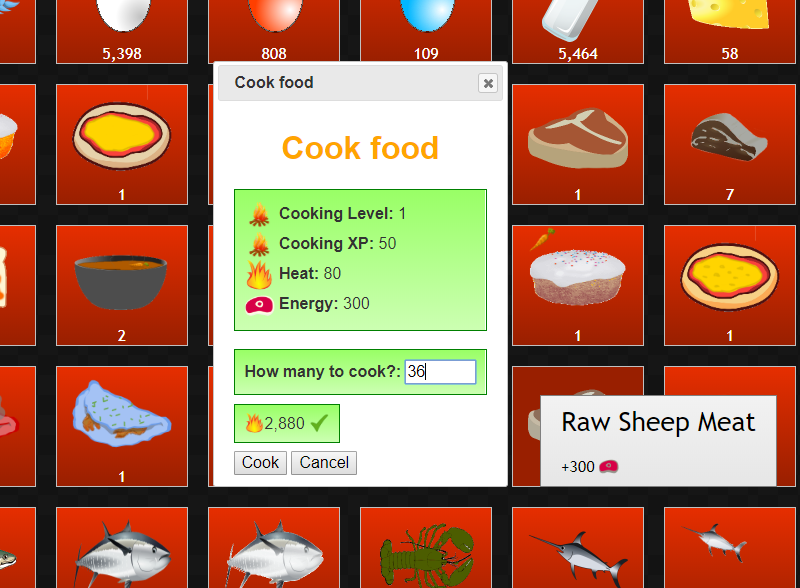 5,398
808
109
5,464
58
Cook food
Cook food
1
1
7
Cooking Level: 1
Cooking XP: 50
Heat: 80
Energy: 300
2
1
1
How many to cook?: 36
2,880
Cook Cancel
1
Raw Sheep Meat
+300